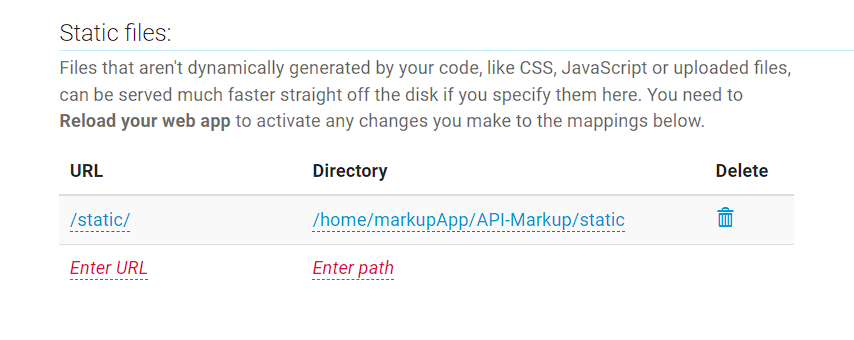 Static files:
Files that aren't dynamically generated by your code, like CSS, JavaScript or uploaded files,
can be served much faster straight off the disk if you specify them here. You need to
Reload your web app to activate any changes you make to the mappings below.
URL Directory Delete
/static/ /home/markupApp/API-Markup/static
Enter URL Enter path